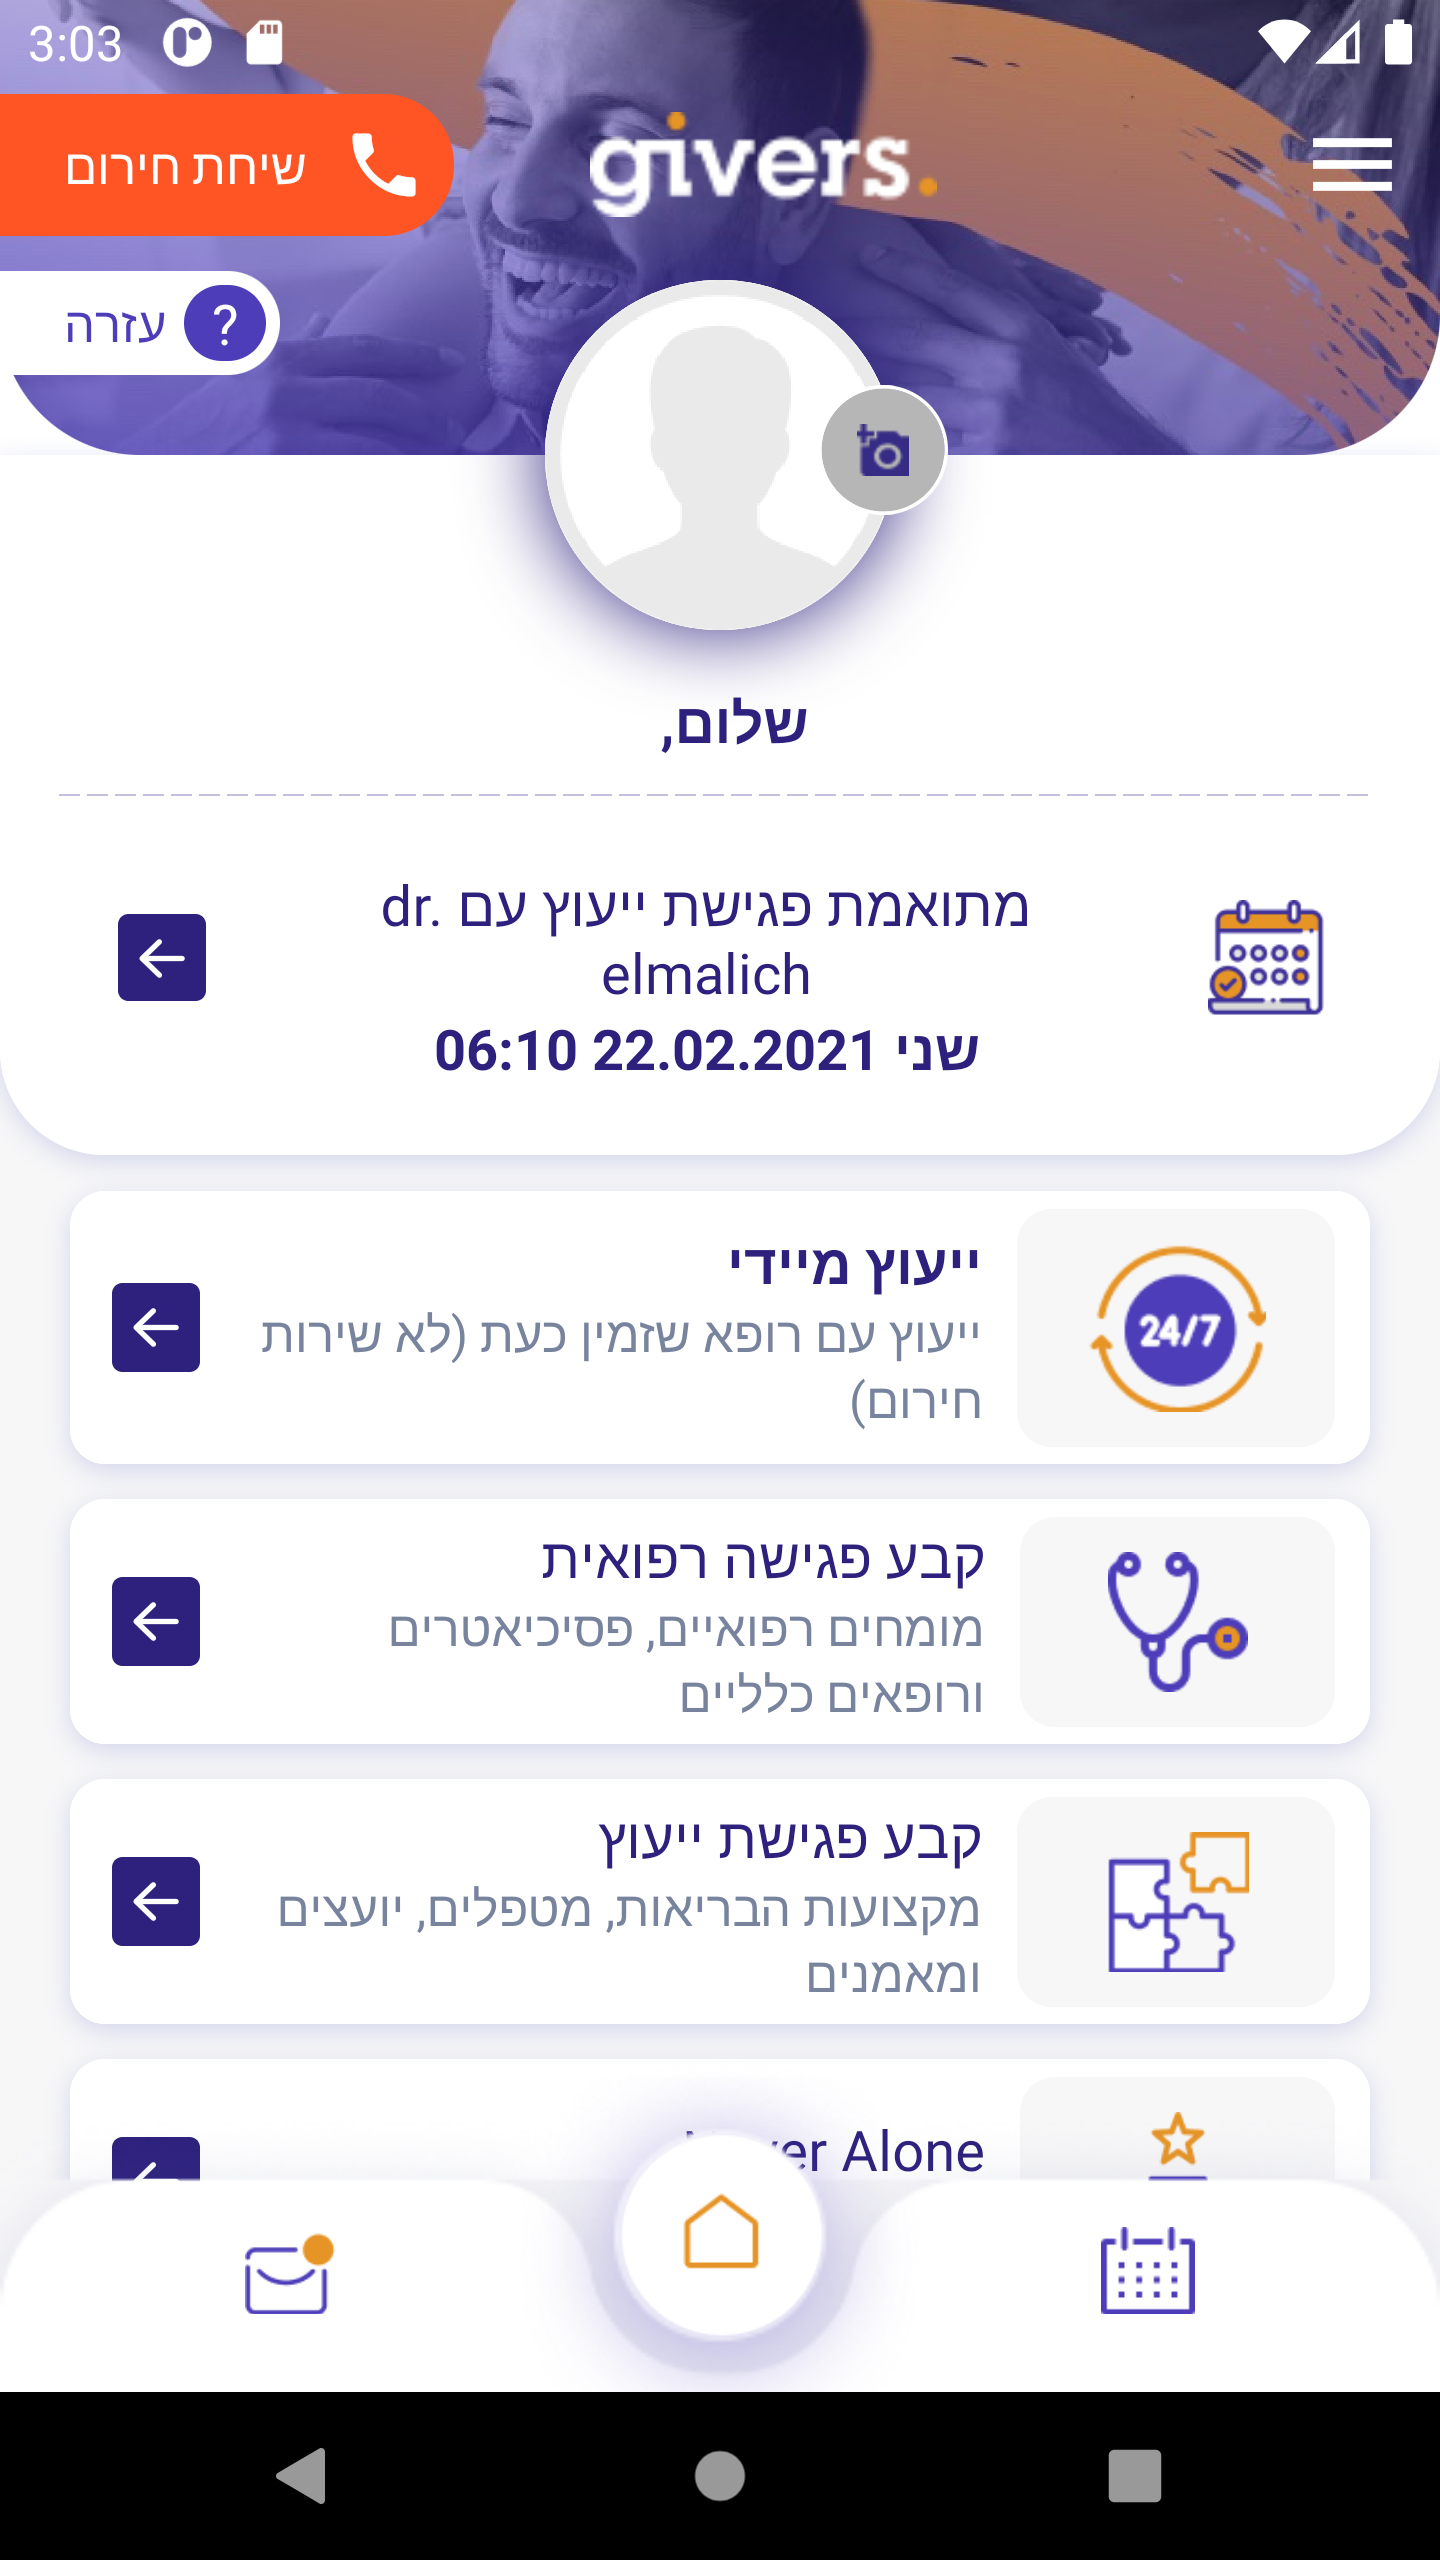 3:03
שיחת חירום
givers.
? עזרה
שלום,
מתואמת פגישת ייעוץ עם dr.
elmalich
שני 22.02.2021 06:10
ייעוץ מיידי
ייעוץ עם רופא שזמין כעת (לא שירות
חירום)
24/7
קבע פגישה רפואית
מומחים רפואיים, פסיכיאטרים
ורופאים כלליים
קבע פגישת ייעוץ
מקצועות הבריאות, מטפלים, יועצים
ומאמנים
Alone